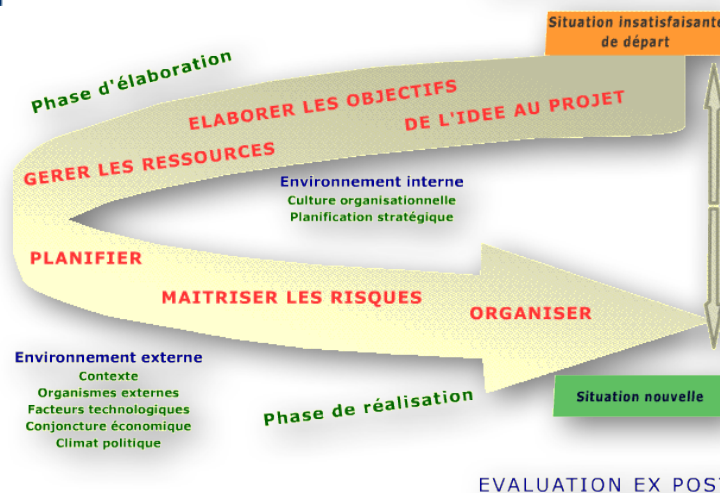 Situation insatisfaisante
de départ
Phase d'élaboration
ELABORER LES OBJECTIFS
DE L'IDEE AU PROJET
GERER LES RESSOURCES
Environnement interne
Culture organisationnelle
Planification stratégique
PLANIFIER
MAITRISER LES RISQUES
ORGANISER
Environnement externe
Contexte
Organismes externes
Facteurs technologiques
Conjoncture économique
Climat politique
Phase de réalisation
Situation nouvelle
EVALUATION EX POST